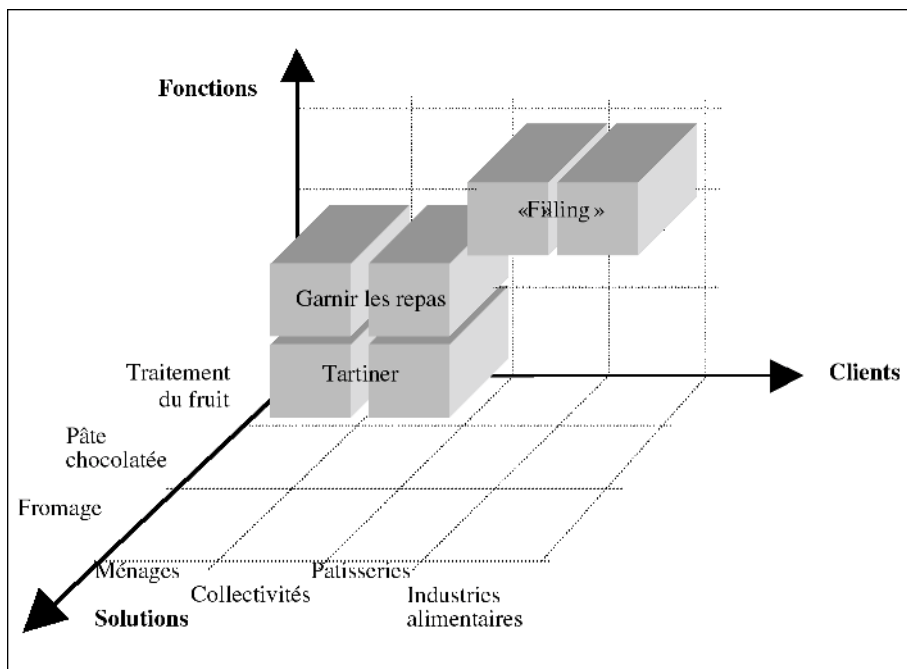 Fonctions
«Filling »
Garnir les repas
Tartiner
Traitement
du fruit
Clients
Pâte
chocolatée
Fromage
Ménages
Collectivités
Patisseries
Industries
alimentaires
Solutions